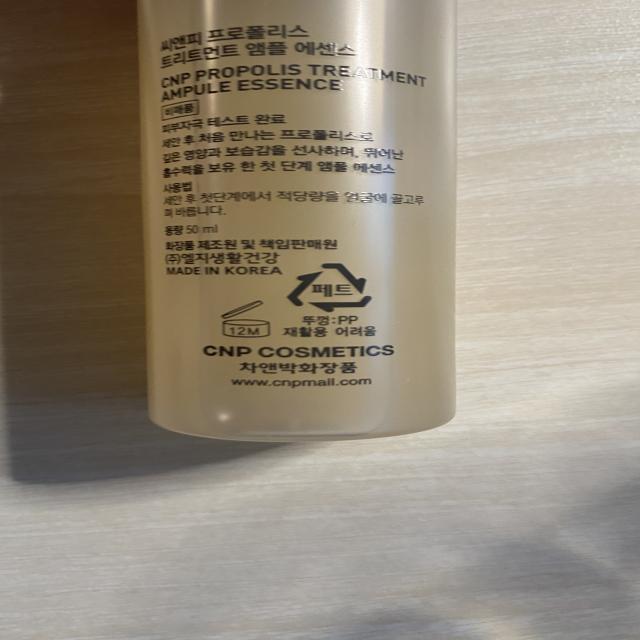 씨앤피 프로폴리스
트리트먼트 앰플 에센스
CNP PROPOLIS TREATMENT
AMPULE ESSENCE
비매품
피부자극 테스트 완료
세안 후 처음 만나는 프로폴리스로
깊은 영양과 보습감을 선사하며, 뛰어난
흡수력을 보유 한 첫 단계 앰플 에센스
사용법
세안 후 첫단계에서 적당량을 얼굴에 골고루
펴 바릅니다.
용량 50 ml
화장품 제조원 및 책임판매원
(주)엘지생활건강
MADE IN KOREA
페트
12M
뚜껑:PP
재활용 어려움
CNP COSMETICS
차앤박화장품
www.cnpmall.com